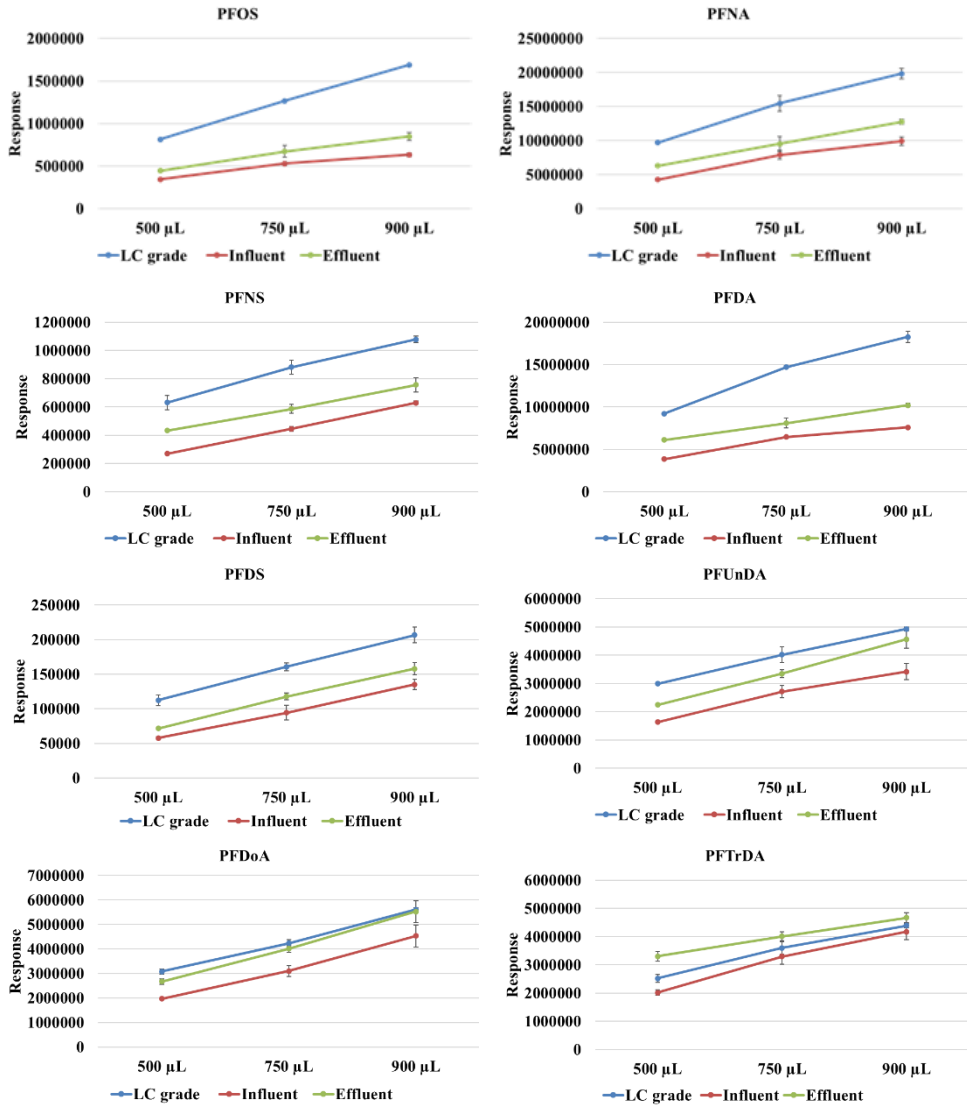 PFOS
2000000
1500000
1000000
500000
0
Response
500 µL 750 µL 900 µL
LC grade Influent Effluent
PFNA
25000000
20000000
15000000
10000000
5000000
0
Response
500 µL 750 µL 900 µL
LC grade Influent Effluent
PFNS
1200000
1000000
800000
600000
400000
200000
0
Response
500 µL 750 µL 900 µL
LC grade Influent Effluent
PFDA
20000000
15000000
10000000
5000000
0
Response
500 µL 750 µL 900 µL
LC grade Influent Effluent
PFDS
250000
200000
150000
100000
50000
0
Response
500 µL 750 µL 900 µL
LC grade Influent Effluent
PFUnDA
6000000
5000000
4000000
3000000
2000000
1000000
0
Response
500 µL 750 µL 900 µL
LC grade Influent Effluent
PFDoA
7000000
6000000
5000000
4000000
3000000
2000000
1000000
0
Response
500 µL 750 µL 900 µL
LC grade Influent Effluent
PFTrDA
6000000
5000000
4000000
3000000
2000000
1000000
0
Response
500 µL 750 µL 900 µL
LC grade Influent Effluent